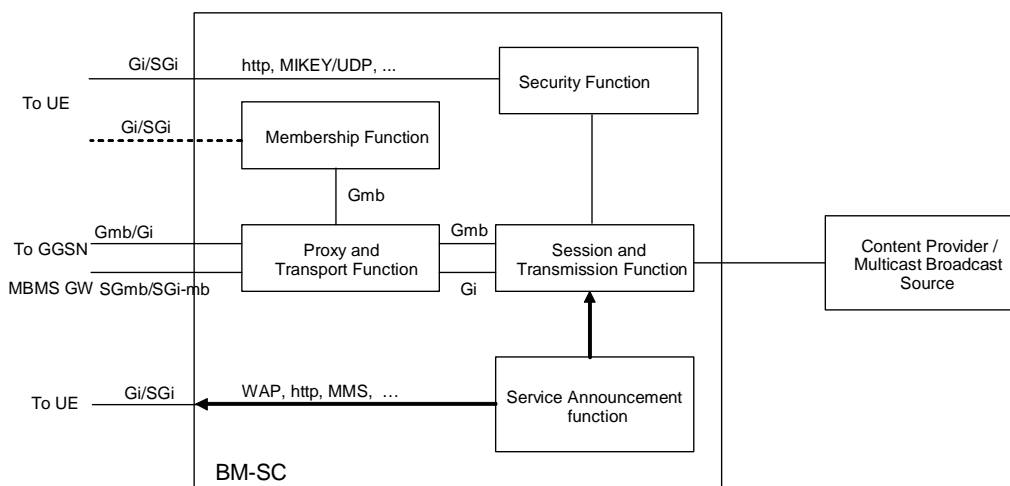 Gi/SGi
http, MIKEY/UDP, ...
Security Function
To UE
Gi/SGi
Membership Function
Gmb
Gmb/Gi
Gmb
To GGSN
Proxy and
Transport Function
Session and
Transmission Function
Content Provider /
Multicast Broadcast
Source
MBMS GW
SGmb/SGi-mb
Gi
Gi/SGi
WAP, http, MMS, ...
To UE
Service Announcement
function
BM-SC